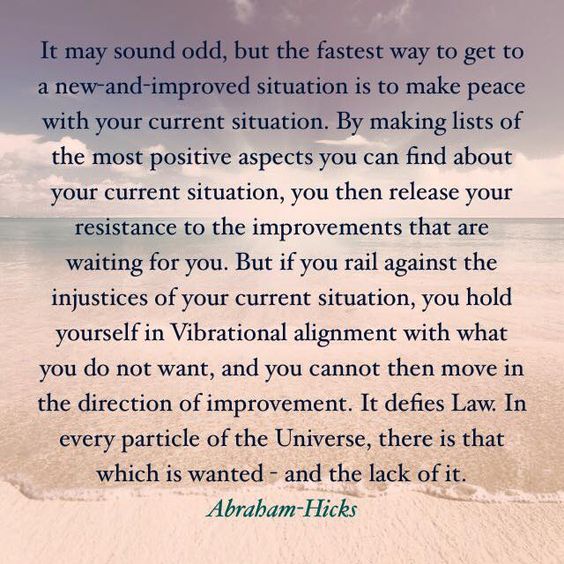 It may sound odd, but the fastest way to get to
a new-and-improved situation is to make peace
with your current situation. By making lists of
the most positive aspects you can find about
your current situation, you then release your
resistance to the improvements that are
waiting for you. But if you rail against the
injustices of your current situation, you hold
yourself in Vibrational alignment with what
you do not want, and you cannot then move in
the direction of improvement. It defies Law. In
every particle of the Universe, there is that
which is wanted - and the lack of it.
Abraham-Hicks